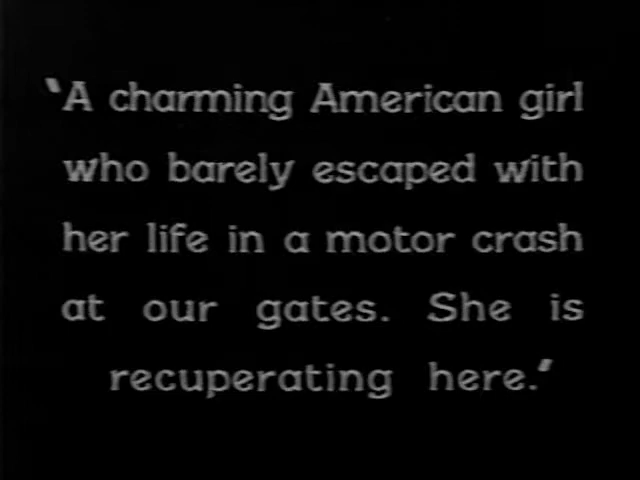 "A charming American girl
who barely escaped with
her life in a motor crash
at our gates. She is
recuperating here."